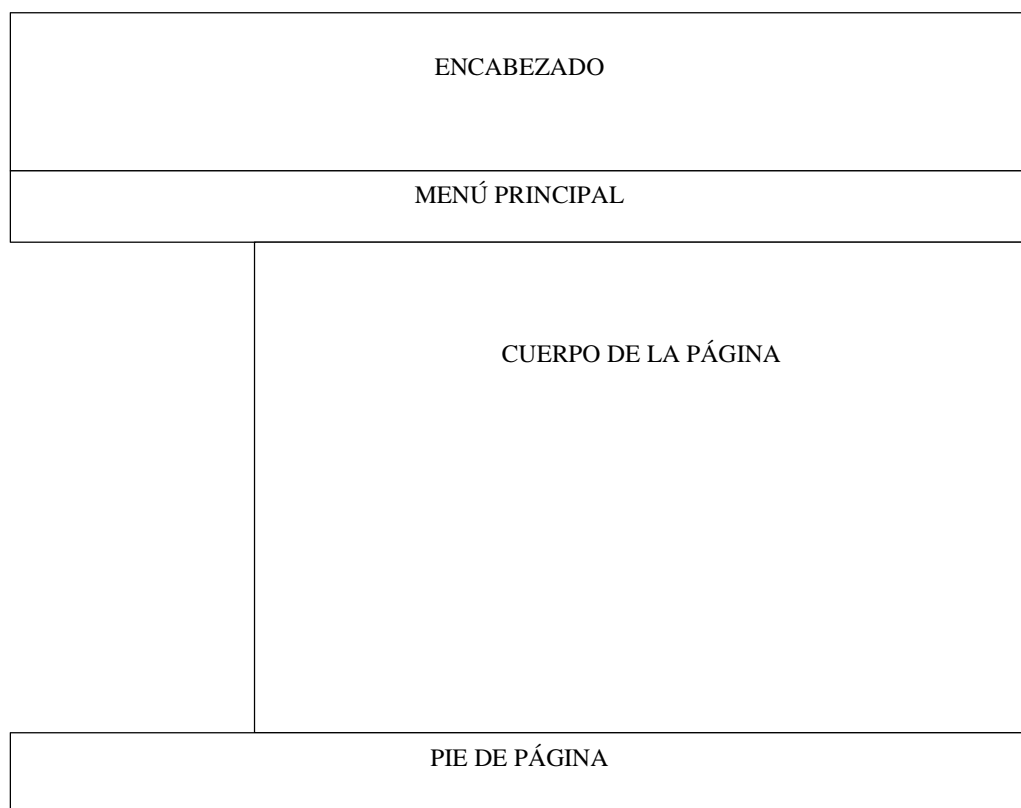 ENCABEZADO
MENÚ PRINCIPAL
CUERPO DE LA PÁGINA
PIE DE PÁGINA